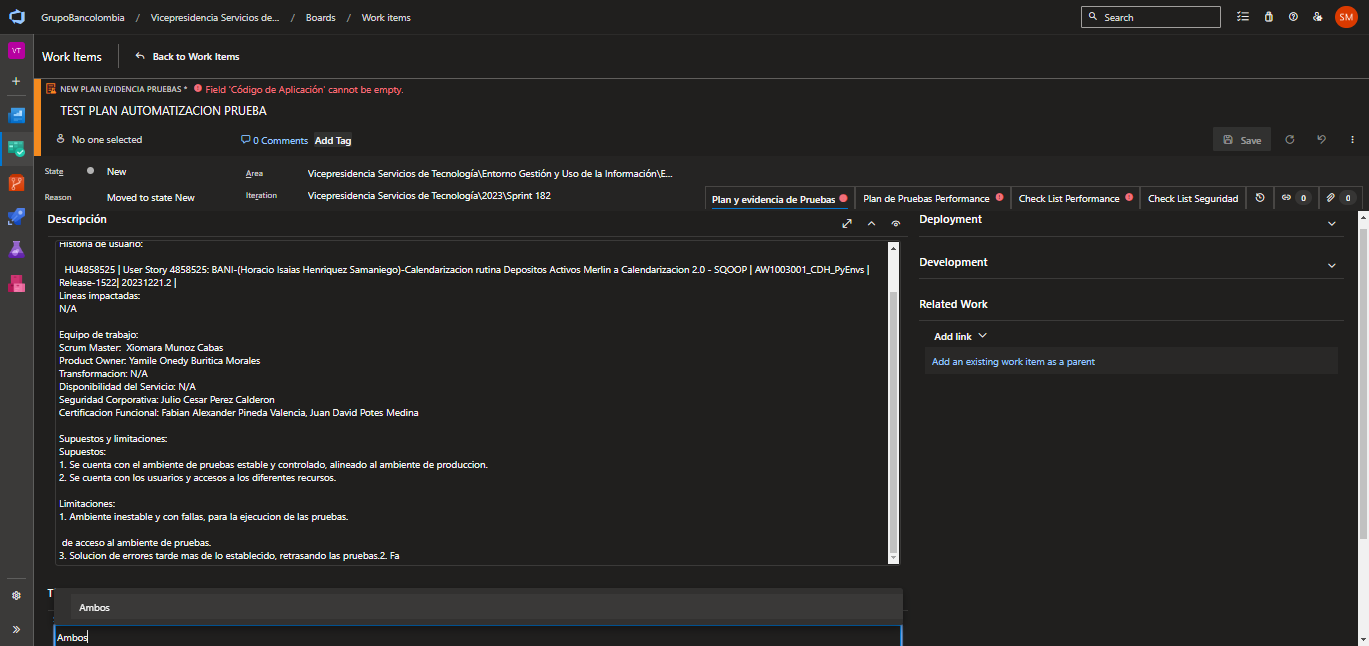 GrupoBancolombia / Vicepresidencia Servicios de... / Boards / Work items
Search
SM
VT
Work Items
Back to Work Items
NEW PLAN EVIDENCIA PRUEBAS * Field 'Código de Aplicación' cannot be empty.
TEST PLAN AUTOMATIZACION PRUEBA
No one selected
0 Comments
Add Tag
Save
State
New
Area
Vicepresidencia Servicios de Tecnología\Entorno Gestión y Uso de la Información\E...
Reason
Moved to state New
Iteration
Vicepresidencia Servicios de Tecnología\2023\Sprint 182
Plan y evidencia de Pruebas
Plan de Pruebas Performance
Check List Performance
Check List Seguridad
0
0
Descripción
Historia de usuario:
HU4858525 | User Story 4858525: BANI-(Horacio Isaias Henriquez Samaniego)-Calendarizacion rutina Depositos Activos Merlin a Calendarizacion 2.0 - SQOOP | AW1003001_CDH_PyEnvs |
Release-1522| 20231221.2 |
Lineas impactadas:
N/A
Equipo de trabajo:
Scrum Master:  Xiomara Munoz Cabas
Product Owner: Yamile Onedy Buritica Morales
Transformacion: N/A
Disponibilidad del Servicio: N/A
Seguridad Corporativa: Julio Cesar Perez Calderon
Certificacion Funcional: Fabian Alexander Pineda Valencia, Juan David Potes Medina
Supuestos y limitaciones:
Supuestos:
1. Se cuenta con el ambiente de pruebas estable y controlado, alineado al ambiente de produccion.
2. Se cuenta con los usuarios y accesos a los diferentes recursos.
Limitaciones:
1. Ambiente inestable y con fallas, para la ejecucion de las pruebas.
de acceso al ambiente de pruebas.
3. Solucion de errores tarde mas de lo establecido, retrasando las pruebas.2. Fa
T
Ambos
Ambos
Deployment
Development
Related Work
Add link
Add an existing work item as a parent